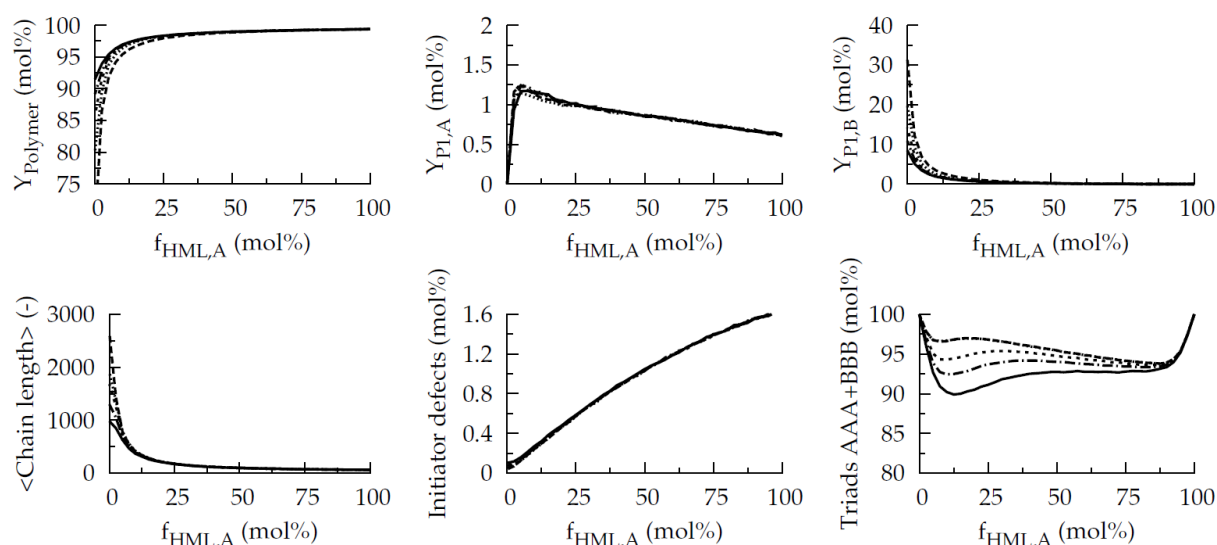 Y_Polymer (mol%)
100
95
90
85
80
75
0 25 50 75 100
f_HML,A (mol%)
Y_P1,A (mol%)
2
1.5
1
0.5
0
0 25 50 75 100
f_HML,A (mol%)
Y_P1,B (mol%)
40
30
20
10
0
0 25 50 75 100
f_HML,A (mol%)
<Chain length> (-)
3000
2000
1000
0
0 25 50 75 100
f_HML,A (mol%)
Initiator defects (mol%)
1.6
1.2
0.8
0.4
0
0 25 50 75 100
f_HML,A (mol%)
Triads AAA+BBB (mol%)
100
95
90
85
80
0 25 50 75 100
f_HML,A (mol%)